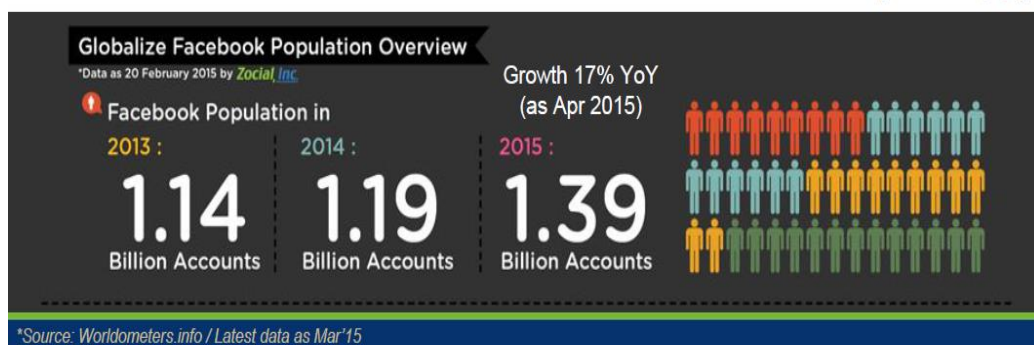 Globalize Facebook Population Overview
*Data as 20 February 2015 by Zocial, Inc.
Growth 17% YoY
(as Apr 2015)
Facebook Population in
2013 :
2014 :
2015 :
1.14
1.19
1.39
Billion Accounts
Billion Accounts
Billion Accounts
*Source: Worldometers.info / Latest data as Mar'15